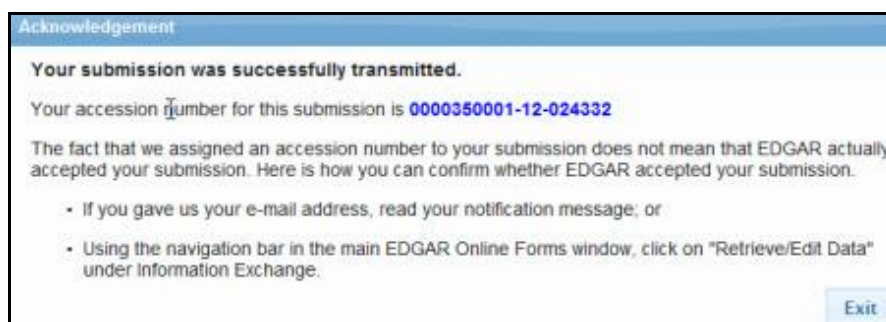 Acknowledgement
Your submission was successfully transmitted.
Your accession number for this submission is 0000350001-12-024332
The fact that we assigned an accession number to your submission does not mean that EDGAR actually
accepted your submission. Here is how you can confirm whether EDGAR accepted your submission.
• If you gave us your e-mail address, read your notification message; or
• Using the navigation bar in the main EDGAR Online Forms window, click on "Retrieve/Edit Data"
under Information Exchange.
Exit